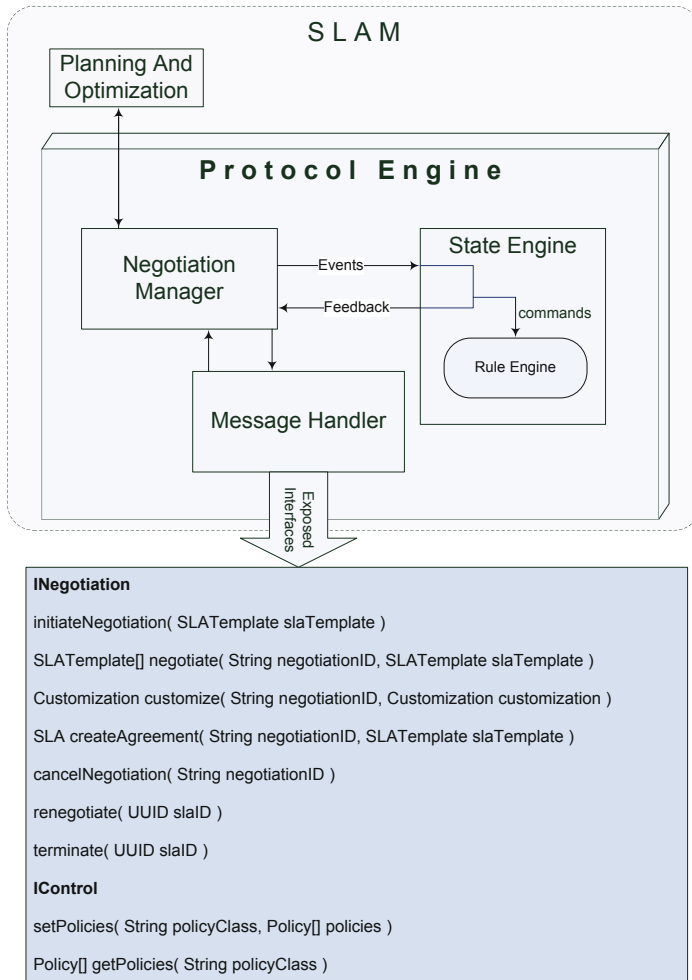 SLAM
Planning And
Optimization
Protocol Engine
Negotiation
Manager
Events
Feedback
State Engine
commands
Rule Engine
Message Handler
Exposed
Interfaces
INegotiation
initiateNegotiation( SLATemplate slaTemplate )
SLATemplate[] negotiate( String negotiationID, SLATemplate slaTemplate )
Customization customize( String negotiationID, Customization customization )
SLA createAgreement( String negotiationID, SLATemplate slaTemplate )
cancelNegotiation( String negotiationID )
renegotiate( UUID slaID )
terminate( UUID slaID )
IControl
setPolicies( String policyClass, Policy[] policies )
Policy[] getPolicies( String policyClass )